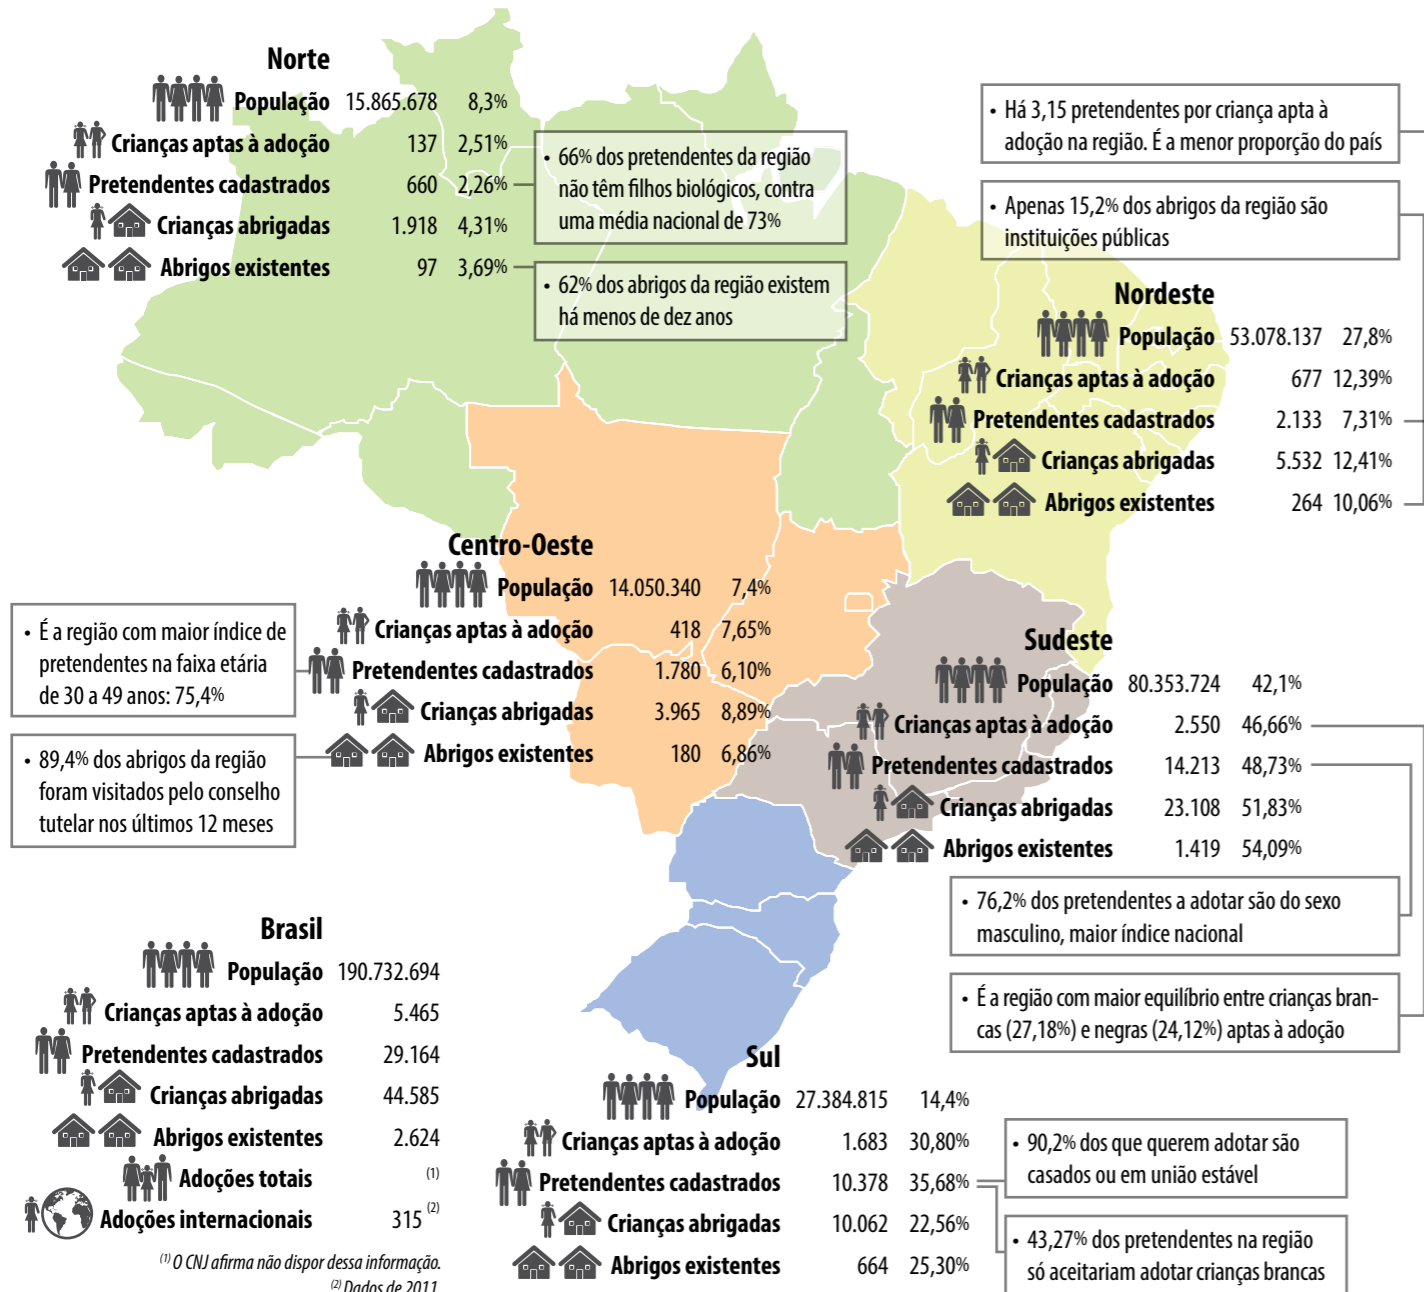 Norte
População 15.865.678 8,3%
Crianças aptas à adoção 137 2,51%
Pretendentes cadastrados 660 2,26%
Crianças abrigadas 1.918 4,31%
Abrigos existentes 97 3,69%
• 66% dos pretendentes da região
não têm filhos biológicos, contra
uma média nacional de 73%
• 62% dos abrigos da região existem
há menos de dez anos
• Há 3,15 pretendentes por criança apta à
adoção na região. É a menor proporção do país
• Apenas 15,2% dos abrigos da região são
instituições públicas
Nordeste
População 53.078.137 27,8%
Crianças aptas à adoção 677 12,39%
Pretendentes cadastrados 2.133 7,31%
Crianças abrigadas 5.532 12,41%
Abrigos existentes 264 10,06%
Centro-Oeste
População 14.050.340 7,4%
Crianças aptas à adoção 418 7,65%
Pretendentes cadastrados 1.780 6,10%
Crianças abrigadas 3.965 8,89%
Abrigos existentes 180 6,86%
• É a região com maior índice de
pretendentes na faixa etária
de 30 a 49 anos: 75,4%
• 89,4% dos abrigos da região
foram visitados pelo conselho
tutelar nos últimos 12 meses
Sudeste
População 80.353.724 42,1%
Crianças aptas à adoção 2.550 46,66%
Pretendentes cadastrados 14.213 48,73%
Crianças abrigadas 23.108 51,83%
Abrigos existentes 1.419 54,09%
• 76,2% dos pretendentes a adotar são do sexo
masculino, maior índice nacional
• É a região com maior equilíbrio entre crianças bran-
cas (27,18%) e negras (24,12%) aptas à adoção
Brasil
População 190.732.694
Crianças aptas à adoção 5.465
Pretendentes cadastrados 29.164
Crianças abrigadas 44.585
Abrigos existentes 2.624
Adoções totais (1)
Adoções internacionais 315 (2)
(1) O CNJ afirma não dispor dessa informação.
(2) Dados de 2011
Sul
População 27.384.815 14,4%
Crianças aptas à adoção 1.683 30,80%
Pretendentes cadastrados 10.378 35,68%
Crianças abrigadas 10.062 22,56%
Abrigos existentes 664 25,30%
• 90,2% dos que querem adotar são
casados ou em união estável
• 43,27% dos pretendentes na região
só aceitariam adotar crianças brancas